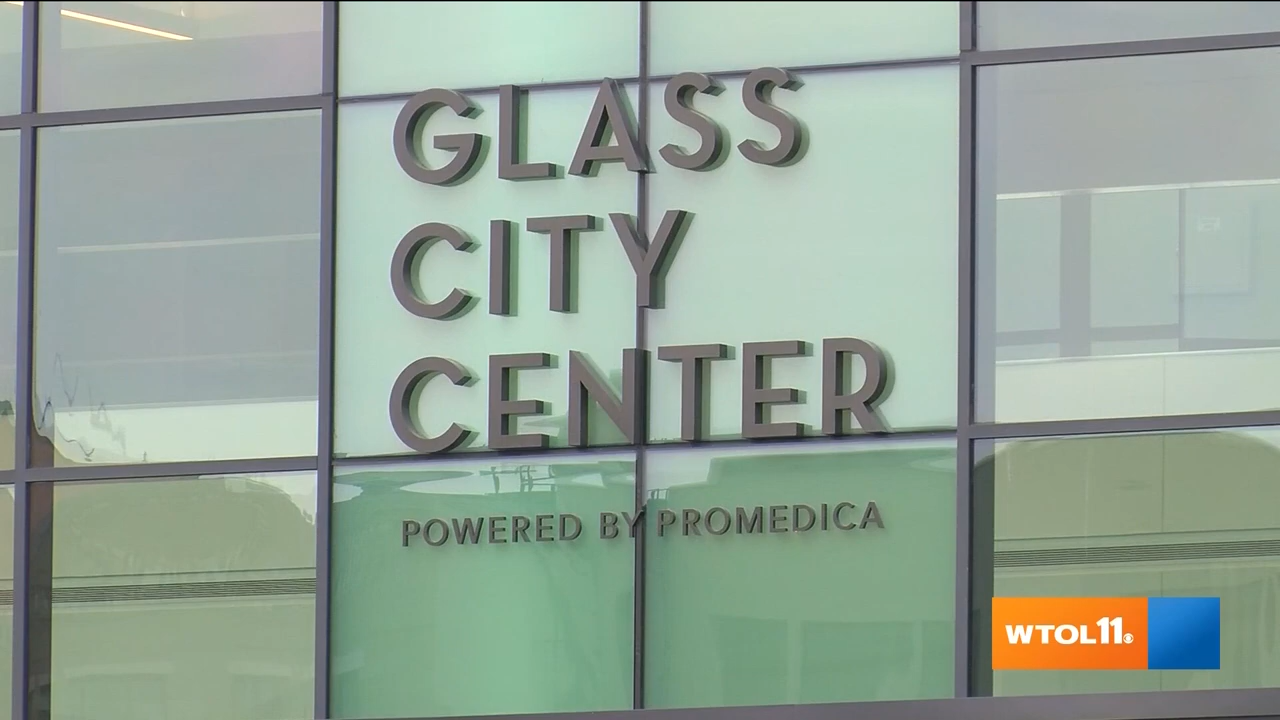 GLASS
CITY
CENTER
POWERED BY PROMEDICA
WTOL11